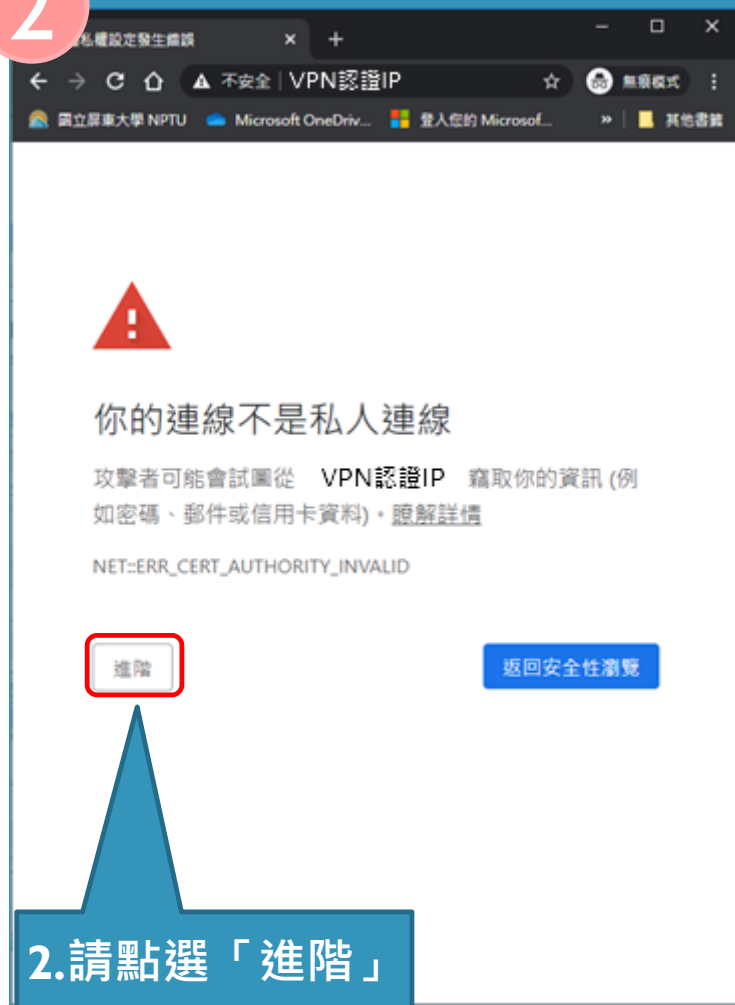 2
私權設定發生錯誤
不安全 | VPN認證IP
無痕模式
國立屏東大學 NPTU
Microsoft OneDriv...
登入您的 Microsof...
»
其他書籤
你的連線不是私人連線
攻擊者可能會試圖從 VPN認證IP 竊取你的資訊 (例
如密碼、郵件或信用卡資料)。瞭解詳情
NET::ERR_CERT_AUTHORITY_INVALID
進階
返回安全性瀏覽
2.請點選「進階」